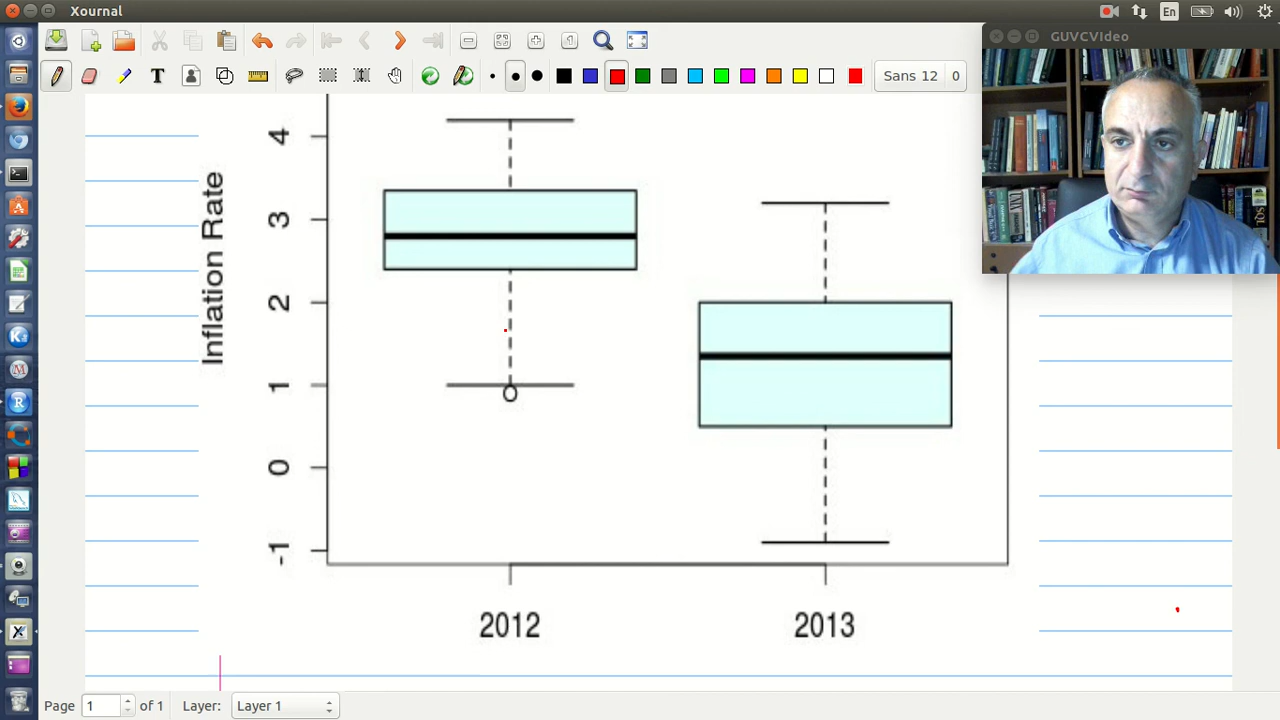 Xournal
En
GUVCVIdeo
T
Sans 12 0
Inflation Rate
4
3
2
1
0
-1
2012
2013
SQL
Page 1 of 1 Layer: Layer 1